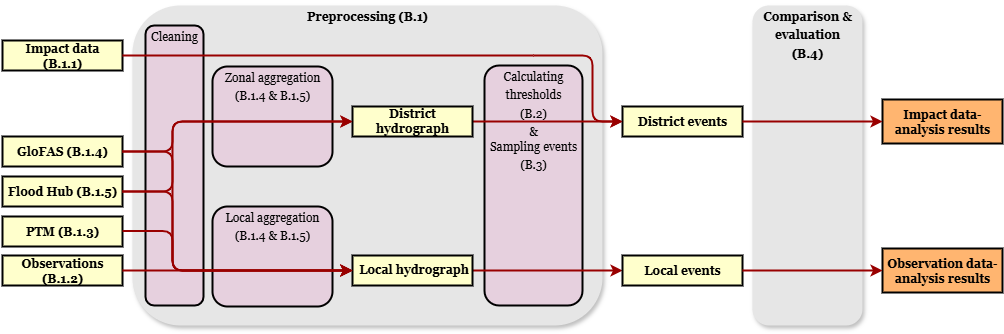 Preprocessing (B.1)
Comparison &
evaluation
(B.4)
Cleaning
Impact data
(B.1.1)
Zonal aggregation
(B.1.4 & B.1.5)
Calculating
thresholds
(B.2)
&
Sampling events
(B.3)
District
hydrograph
District events
Impact data-
analysis results
GloFAS (B.1.4)
Flood Hub (B.1.5)
PTM (B.1.3)
Observations
(B.1.2)
Local aggregation
(B.1.4 & B.1.5)
Local hydrograph
Local events
Observation data-
analysis results